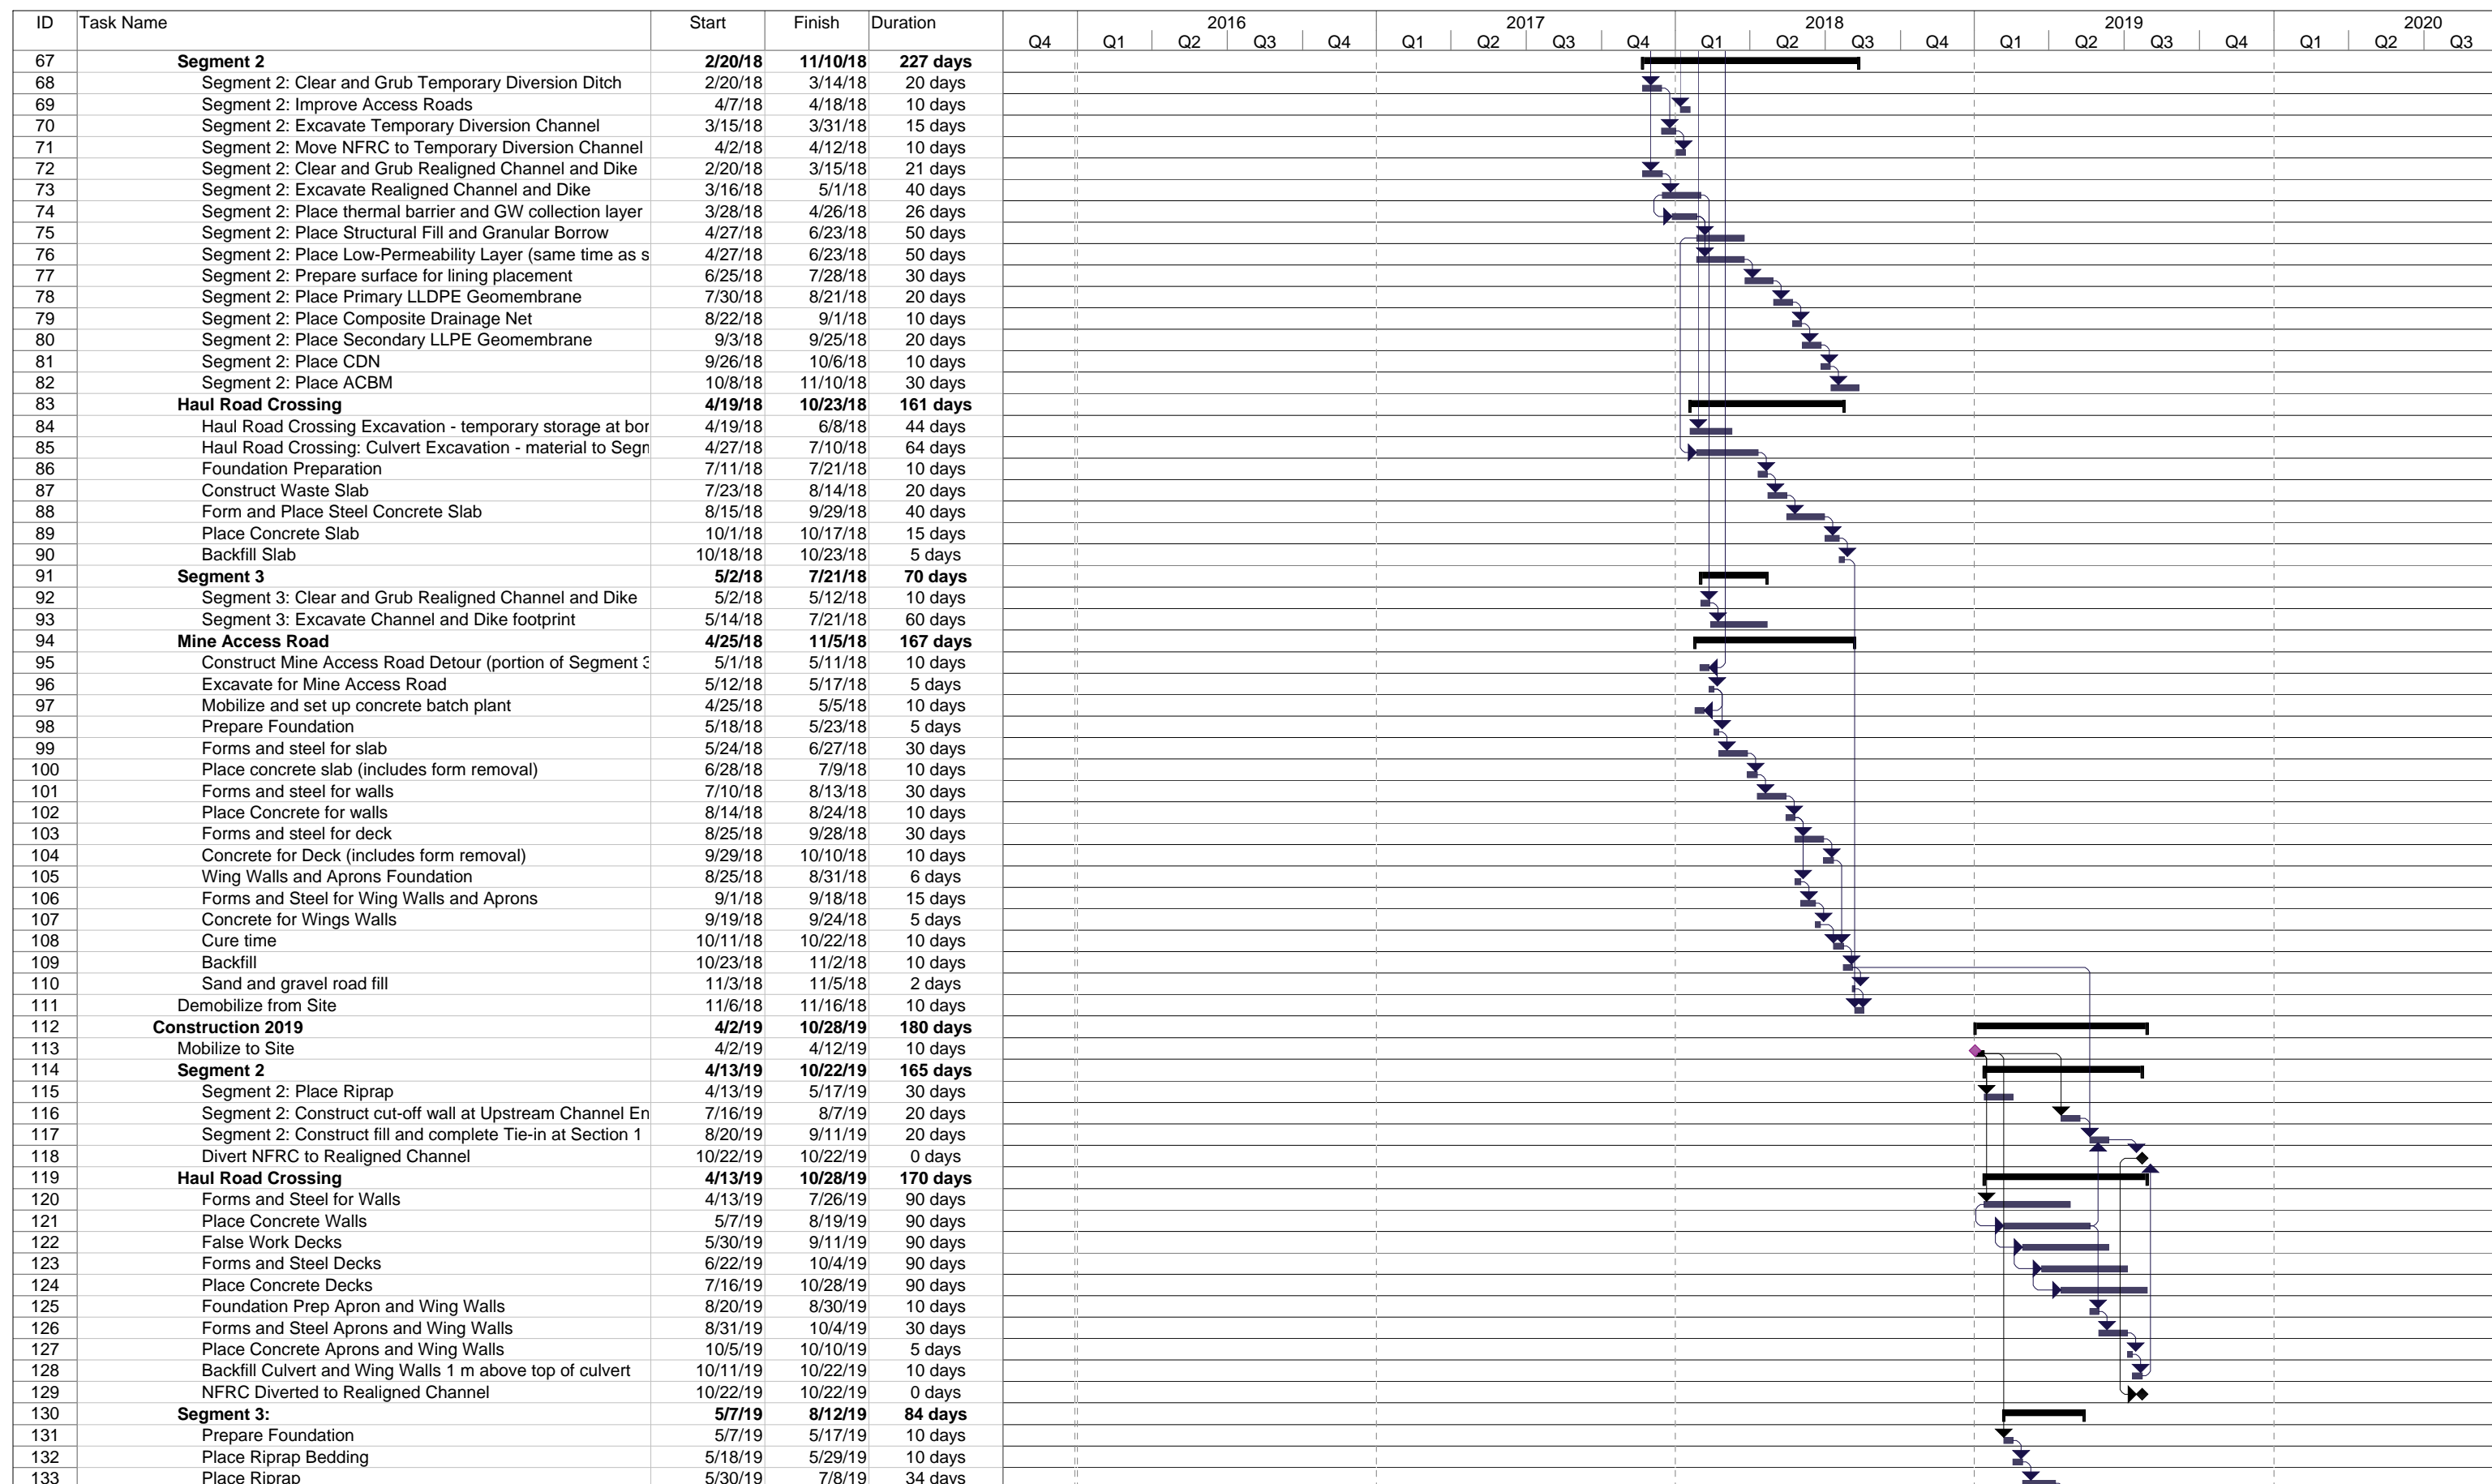 ID Task Name Start Finish Duration 2016 2017 2018 2019 2020
Q4 Q1 Q2 Q3 Q4 Q1 Q2 Q3 Q4 Q1 Q2 Q3 Q4 Q1 Q2 Q3 Q4 Q1 Q2 Q3
67 Segment 2 2/20/18 11/10/18 227 days
68 Segment 2: Clear and Grub Temporary Diversion Ditch 2/20/18 3/14/18 20 days
69 Segment 2: Improve Access Roads 4/7/18 4/18/18 10 days
70 Segment 2: Excavate Temporary Diversion Channel 3/15/18 3/31/18 15 days
71 Segment 2: Move NFRC to Temporary Diversion Channel 4/2/18 4/12/18 10 days
72 Segment 2: Clear and Grub Realigned Channel and Dike 2/20/18 3/15/18 21 days
73 Segment 2: Excavate Realigned Channel and Dike 3/16/18 5/1/18 40 days
74 Segment 2: Place thermal barrier and GW collection layer 3/28/18 4/26/18 26 days
75 Segment 2: Place Structural Fill and Granular Borrow 4/27/18 6/23/18 50 days
76 Segment 2: Place Low-Permeability Layer (same time as s 4/27/18 6/23/18 50 days
77 Segment 2: Prepare surface for lining placement 6/25/18 7/28/18 30 days
78 Segment 2: Place Primary LLDPE Geomembrane 7/30/18 8/21/18 20 days
79 Segment 2: Place Composite Drainage Net 8/22/18 9/1/18 10 days
80 Segment 2: Place Secondary LLPE Geomembrane 9/3/18 9/25/18 20 days
81 Segment 2: Place CDN 9/26/18 10/6/18 10 days
82 Segment 2: Place ACBM 10/8/18 11/10/18 30 days
83 Haul Road Crossing 4/19/18 10/23/18 161 days
84 Haul Road Crossing Excavation - temporary storage at bor 4/19/18 6/8/18 44 days
85 Haul Road Crossing: Culvert Excavation - material to Segn 4/27/18 7/10/18 64 days
86 Foundation Preparation 7/11/18 7/21/18 10 days
87 Construct Waste Slab 7/23/18 8/14/18 20 days
88 Form and Place Steel Concrete Slab 8/15/18 9/29/18 40 days
89 Place Concrete Slab 10/1/18 10/17/18 15 days
90 Backfill Slab 10/18/18 10/23/18 5 days
91 Segment 3 5/2/18 7/21/18 70 days
92 Segment 3: Clear and Grub Realigned Channel and Dike 5/2/18 5/12/18 10 days
93 Segment 3: Excavate Channel and Dike footprint 5/14/18 7/21/18 60 days
94 Mine Access Road 4/25/18 11/5/18 167 days
95 Construct Mine Access Road Detour (portion of Segment 3 5/1/18 5/11/18 10 days
96 Excavate for Mine Access Road 5/12/18 5/17/18 5 days
97 Mobilize and set up concrete batch plant 4/25/18 5/5/18 10 days
98 Prepare Foundation 5/18/18 5/23/18 5 days
99 Forms and steel for slab 5/24/18 6/27/18 30 days
100 Place concrete slab (includes form removal) 6/28/18 7/9/18 10 days
101 Forms and steel for walls 7/10/18 8/13/18 30 days
102 Place Concrete for walls 8/14/18 8/24/18 10 days
103 Forms and steel for deck 8/25/18 9/28/18 30 days
104 Concrete for Deck (includes form removal) 9/29/18 10/10/18 10 days
105 Wing Walls and Aprons Foundation 8/25/18 8/31/18 6 days
106 Forms and Steel for Wing Walls and Aprons 9/1/18 9/18/18 15 days
107 Concrete for Wings Walls 9/19/18 9/24/18 5 days
108 Cure time 10/11/18 10/22/18 10 days
109 Backfill 10/23/18 11/2/18 10 days
110 Sand and gravel road fill 11/3/18 11/5/18 2 days
111 Demobilize from Site 11/6/18 11/16/18 10 days
112 Construction 2019 4/2/19 10/28/19 180 days
113 Mobilize to Site 4/2/19 4/12/19 10 days
114 Segment 2 4/13/19 10/22/19 165 days
115 Segment 2: Place Riprap 4/13/19 5/17/19 30 days
116 Segment 2: Construct cut-off wall at Upstream Channel En 7/16/19 8/7/19 20 days
117 Segment 2: Construct fill and complete Tie-in at Section 1 8/20/19 9/11/19 20 days
118 Divert NFRC to Realigned Channel 10/22/19 10/22/19 0 days
119 Haul Road Crossing 4/13/19 10/28/19 170 days
120 Forms and Steel for Walls 4/13/19 7/26/19 90 days
121 Place Concrete Walls 5/7/19 8/19/19 90 days
122 False Work Decks 5/30/19 9/11/19 90 days
123 Forms and Steel Decks 6/22/19 10/4/19 90 days
124 Place Concrete Decks 7/16/19 10/28/19 90 days
125 Foundation Prep Apron and Wing Walls 8/20/19 8/30/19 10 days
126 Forms and Steel Aprons and Wing Walls 8/31/19 10/4/19 30 days
127 Place Concrete Aprons and Wing Walls 10/5/19 10/10/19 5 days
128 Backfill Culvert and Wing Walls 1 m above top of culvert 10/11/19 10/22/19 10 days
129 NFRC Diverted to Realigned Channel 10/22/19 10/22/19 0 days
130 Segment 3: 5/7/19 8/12/19 84 days
131 Prepare Foundation 5/7/19 5/17/19 10 days
132 Place Riprap Bedding 5/18/19 5/29/19 10 days
133 Place Riprap 5/30/19 7/8/19 34 days